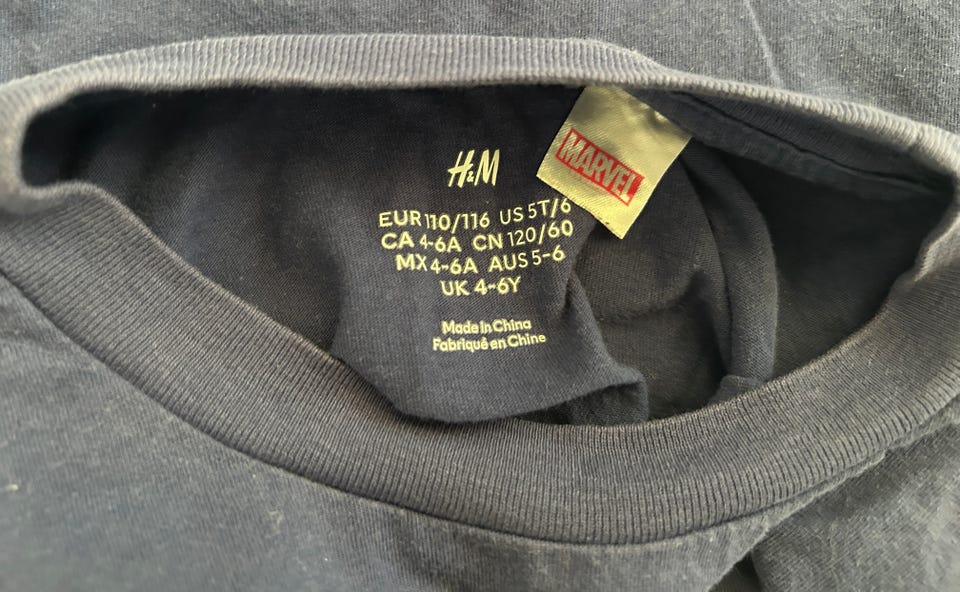 H&M
MARVEL
EUR 110/116 US 5T/6
CA 4-6A CN 120/60
MX 4-6A AUS 5-6
UK 4-6Y
Made in China
Fabriqué en Chine